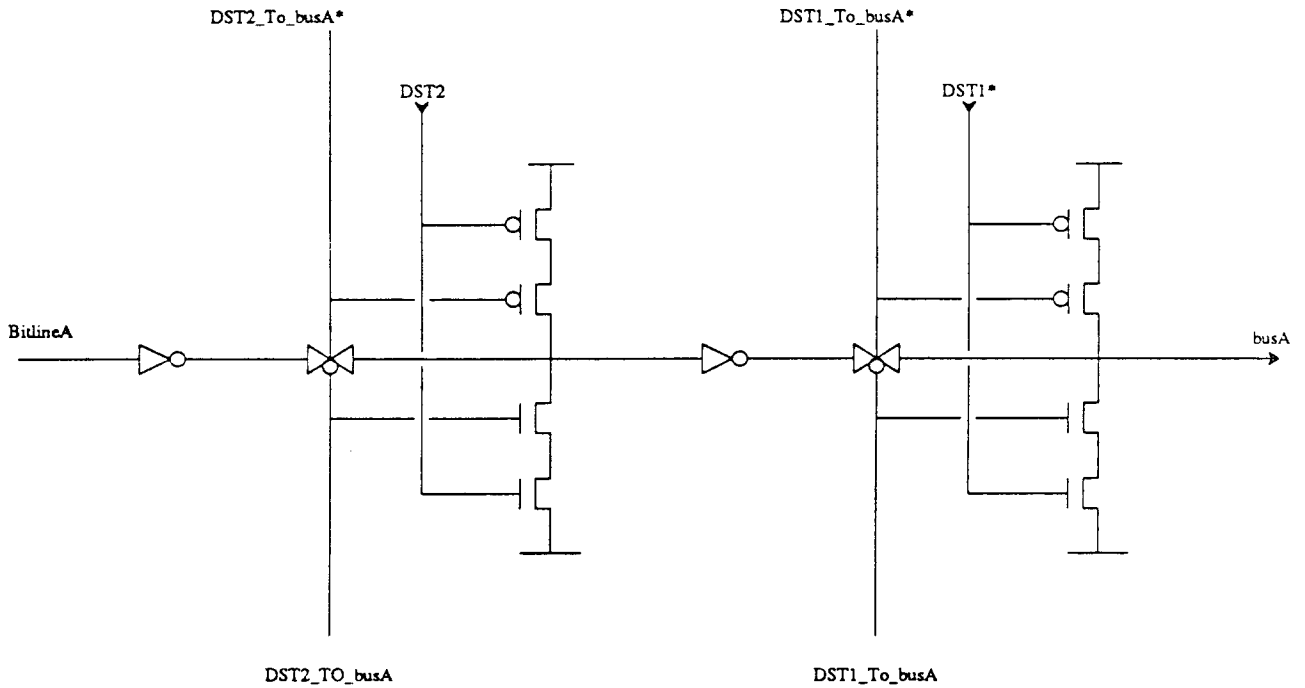 DST2_To_busA*
DST1_To_busA*
DST2
DST1*
BitlineA
busA
DST2_TO_busA
DST1_To_busA